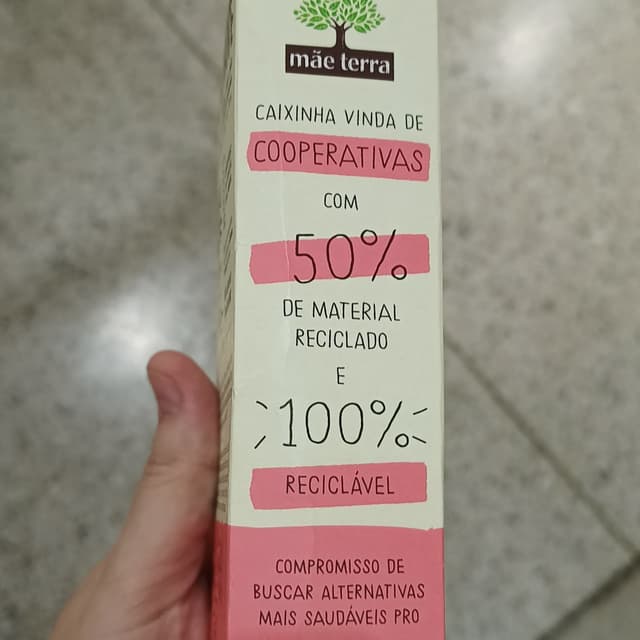 mãe terra
CAIXINHA VINDA DE
COOPERATIVAS
COM
50%
DE MATERIAL
RECICLADO
E
100%
RECICLÁVEL
COMPROMISSO DE
BUSCAR ALTERNATIVAS
MAIS SAUDÁVEIS PRO